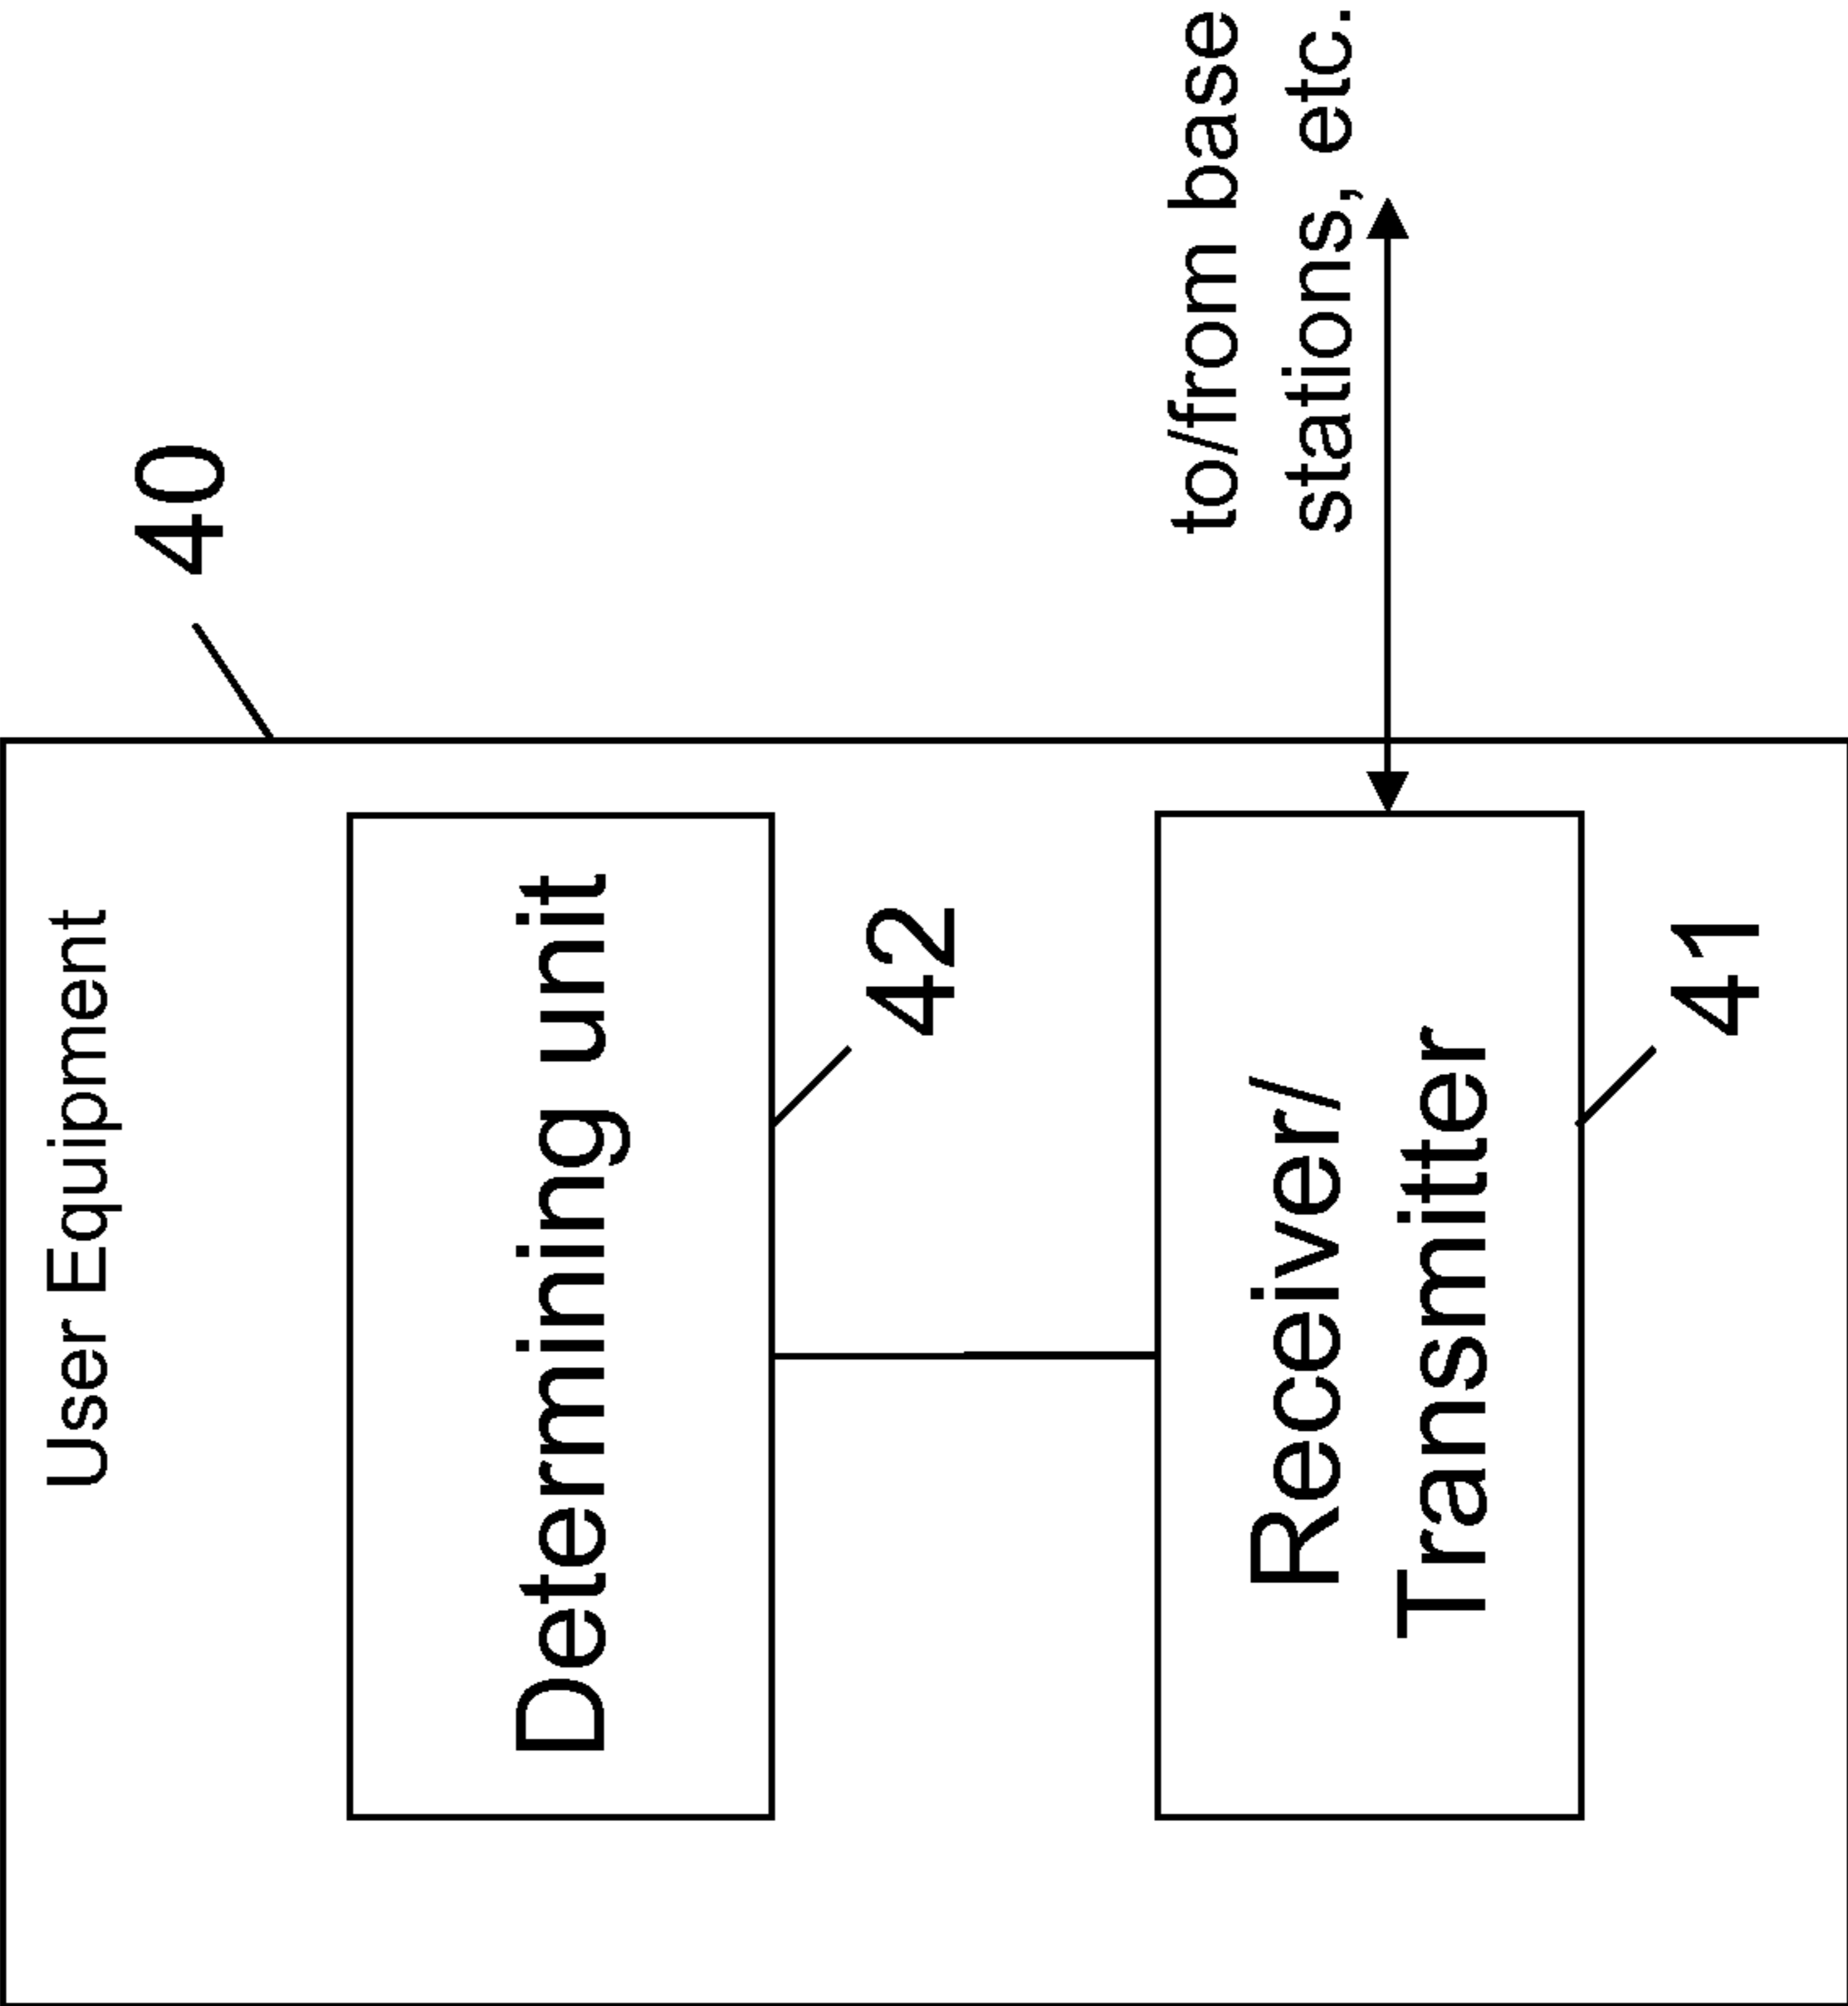 User Equipment
40
Determining unit
42
to/from base
stations, etc.
Receiver/
Transmitter
41